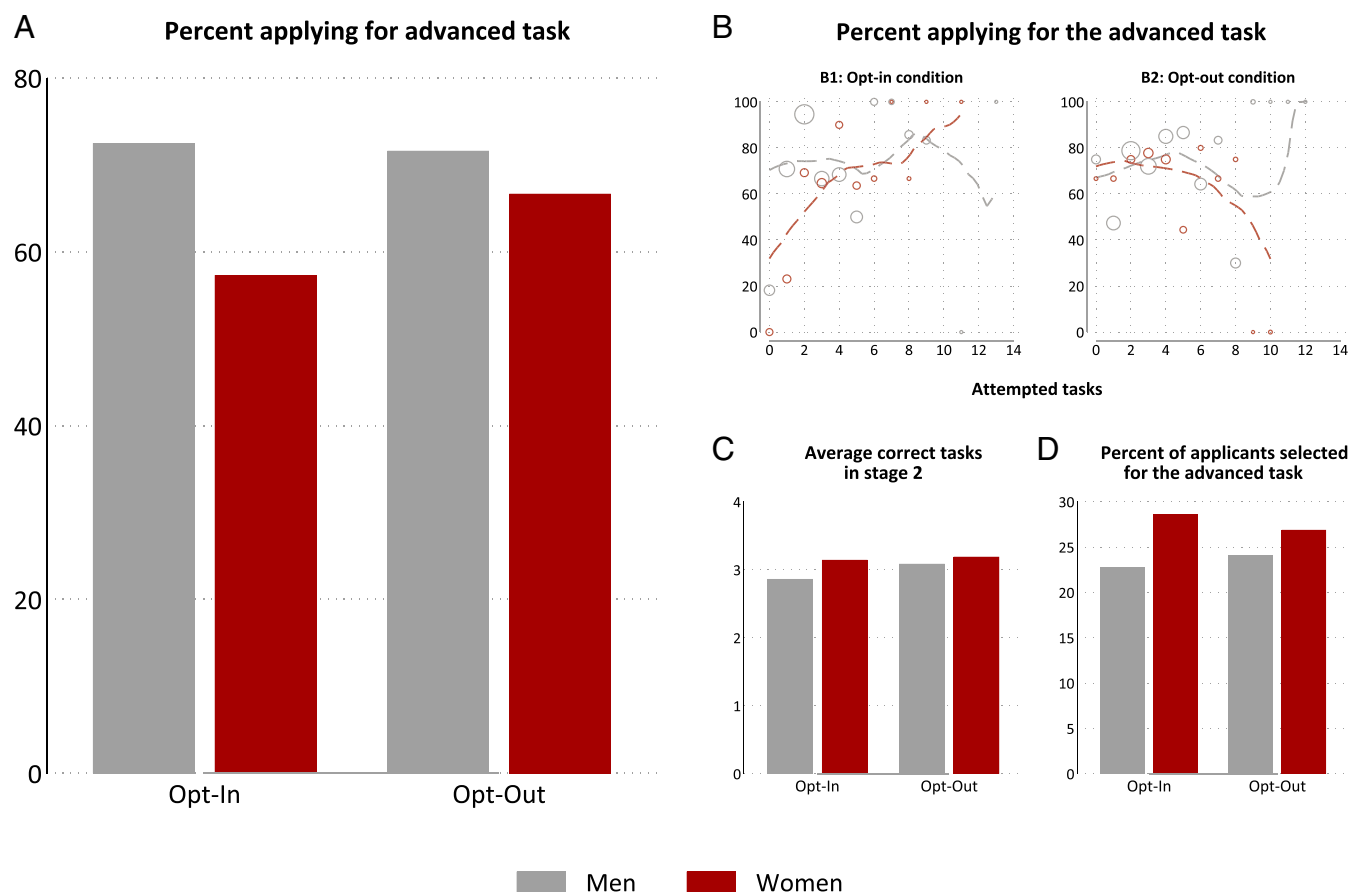 A
Percent applying for advanced task
80
60
40
20
0
Opt-In
Opt-Out
B
Percent applying for the advanced task
B1: Opt-in condition
100
80
60
40
20
0
0 2 4 6 8 10 12 14
B2: Opt-out condition
100
80
60
40
20
0
0 2 4 6 8 10 12 14
Attempted tasks
C
Average correct tasks
in stage 2
4
3
2
1
0
Opt-In
Opt-Out
D
Percent of applicants selected
for the advanced task
30
25
20
15
10
5
0
Opt-In
Opt-Out
Men
Women